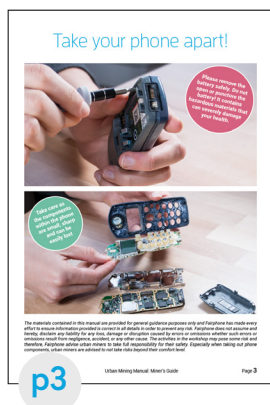 Take your phone apart!
Please remove the
battery safely. Do not
open or puncture the
battery! It contains
hazardous materials that
can severely damage
your health.
Take care as
the components
within the phone
are small, sharp
and can be
easily lost
The materials contained in this manual are provided for general guidance purposes only and Fairphone has made every
effort to ensure information provided is correct in all details in order to prevent any risk. Fairphone does not assume and
hereby, disclaim any liability for any loss, damage or disruption caused by errors or omissions whether such errors or
omissions result from negligence, accident, or any other cause. The activities in the workshop may pose some risk and
therefore, Fairphone advise urban miners to take full responsibility for their safety. Especially when taking out phone
components, urban miners are advised to not take risks beyond their comfort level.
p3
Urban Mining Manual: Miner's Guide
Page 3